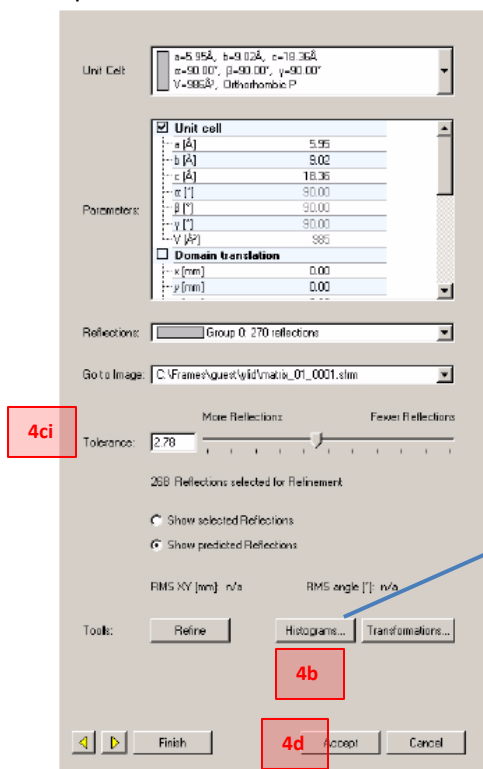 a=5.95Å, b=9.02Å, c=18.36Å
Unit Cell: α=90.00°, β=90.00°, γ=90.00°
V=986Å³, Orthorhombic P
Unit cell
a [Å] 5.95
b [Å] 9.02
c [Å] 18.36
α [°] 90.00
Parameters: β [°] 90.00
γ [°] 90.00
V [Å³] 985
Domain translation
x [mm] 0.00
y [mm] 0.00
Reflections: Group 0: 270 reflections
Go to Image: C:\Frames\guest\ylid\matrix_01_0001.sfrm
More Reflections Fewer Reflections
4ci
Tolerance: 2.78
268 Reflections selected for Refinement
Show selected Reflections
Show predicted Reflections
RMS XY [mm]: n/a RMS angle [°]: n/a
Tools: Refine Histograms... Transformations...
4b
Finish 4d Accept Cancel